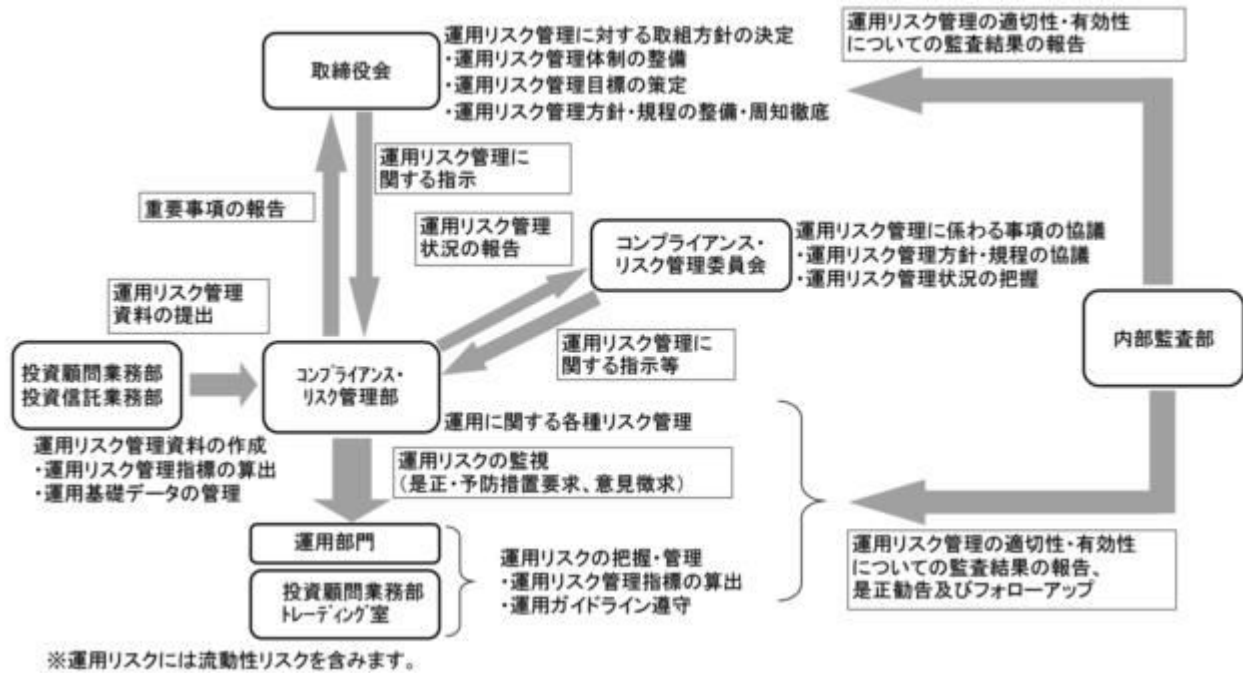 取締役会
運用リスク管理に対する取組方針の決定
・運用リスク管理体制の整備
・運用リスク管理目標の策定
・運用リスク管理方針・規程の整備・周知徹底
運用リスク管理の適切性・有効性
についての監査結果の報告
運用リスク管理に
関する指示
重要事項の報告
運用リスク管理
状況の報告
コンプライアンス・
リスク管理委員会
運用リスク管理に係わる事項の協議
・運用リスク管理方針・規程の協議
・運用リスク管理状況の把握
運用リスク管理
資料の提出
内部監査部
運用リスク管理に
関する指示等
投資顧問業務部
投資信託業務部
コンプライアンス・
リスク管理部
運用に関する各種リスク管理
運用リスク管理資料の作成
・運用リスク管理指標の算出
・運用基礎データの管理
運用リスクの監視
（是正・予防措置要求、意見徴求）
運用部門
投資顧問業務部
トレーディング室
運用リスクの把握・管理
・運用リスク管理指標の算出
・運用ガイドライン遵守
運用リスク管理の適切性・有効性
についての監査結果の報告、
是正勧告及びフォローアップ
※運用リスクには流動性リスクを含みます。